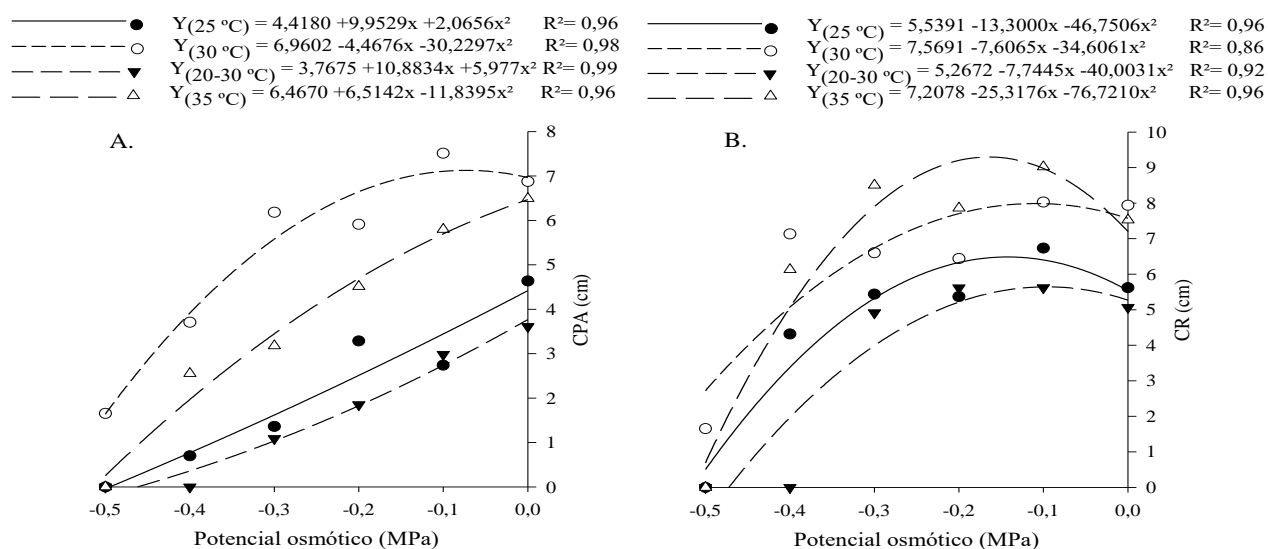 Y(25 ºC) = 4,4180 +9,9529x +2,0656x² R²= 0,96
Y(30 ºC) = 6,9602 -4,4676x -30,2297x² R²= 0,98
Y(20-30 ºC) = 3,7675 +10,8834x +5,977x² R²= 0,99
Y(35 ºC) = 6,4670 +6,5142x -11,8395x² R²= 0,96
Y(25 ºC) = 5,5391 -13,3000x -46,7506x² R²= 0,96
Y(30 ºC) = 7,5691 -7,6065x -34,6061x² R²= 0,86
Y(20-30 ºC) = 5,2672 -7,7445x -40,0031x² R²= 0,92
Y(35 ºC) = 7,2078 -25,3176x -76,7210x² R²= 0,96
A.
8
7
6
5
4
3
2
1
0
CPA (cm)
-0,5 -0,4 -0,3 -0,2 -0,1 0,0
Potencial osmótico (MPa)
B.
10
9
8
7
6
5
4
3
2
1
0
CR (cm)
-0,5 -0,4 -0,3 -0,2 -0,1 0,0
Potencial osmótico (MPa)